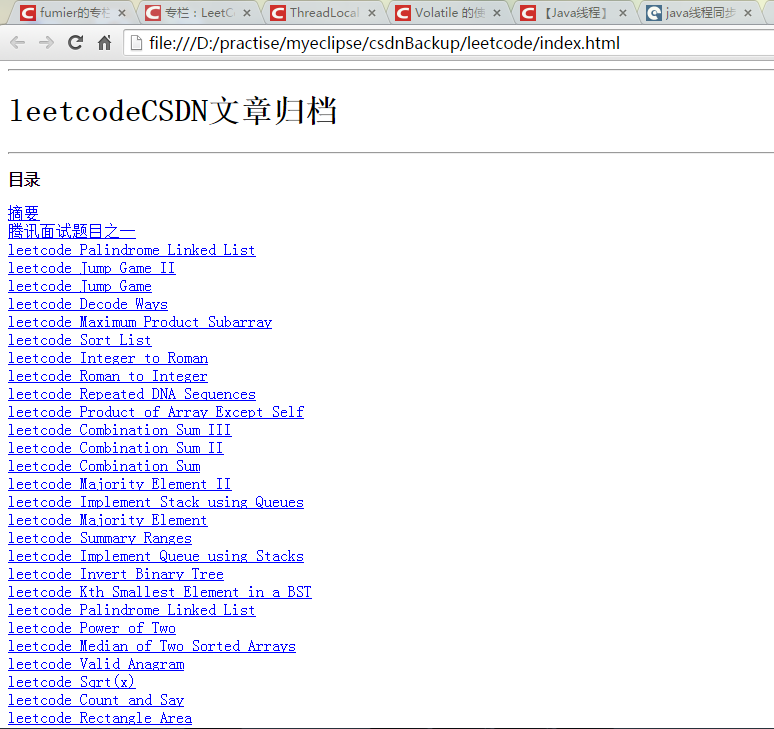 fumier的专栏 专栏：LeetCo ThreadLocal Volatile 的使 【Java线程】 java线程同步
file:///D:/practise/myeclipse/csdnBackup/leetcode/index.html
leetcodeCSDN文章归档
目录
摘要
腾讯面试题目之一
leetcode Palindrome Linked List
leetcode Jump Game II
leetcode Jump Game
leetcode Decode Ways
leetcode Maximum Product Subarray
leetcode Sort List
leetcode Integer to Roman
leetcode Roman to Integer
leetcode Repeated DNA Sequences
leetcode Product of Array Except Self
leetcode Combination Sum III
leetcode Combination Sum II
leetcode Combination Sum
leetcode Majority Element II
leetcode Implement Stack using Queues
leetcode Majority Element
leetcode Summary Ranges
leetcode Implement Queue using Stacks
leetcode Invert Binary Tree
leetcode Kth Smallest Element in a BST
leetcode Palindrome Linked List
leetcode Power of Two
leetcode Median of Two Sorted Arrays
leetcode Valid Anagram
leetcode Sqrt(x)
leetcode Count and Say
leetcode Rectangle Area